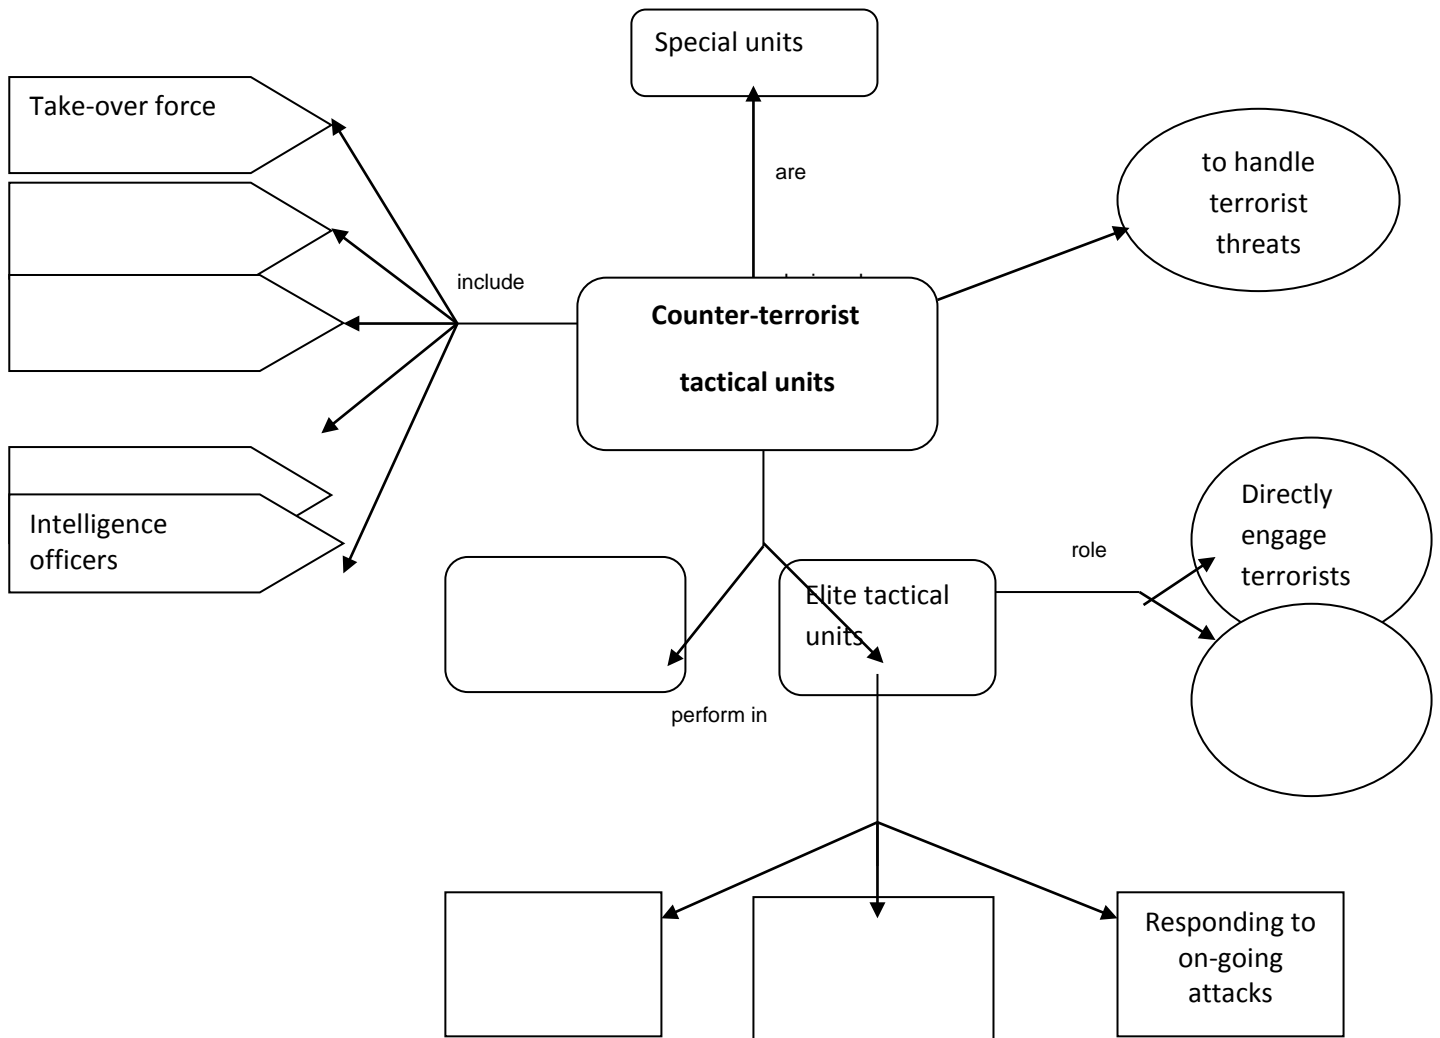 Special units
Take-over force
are
to handle
terrorist
threats
include
Counter-terrorist
tactical units
Intelligence
officers
Directly
engage
terrorists
role
Elite tactical
units
perform in
Responding to
on-going
attacks